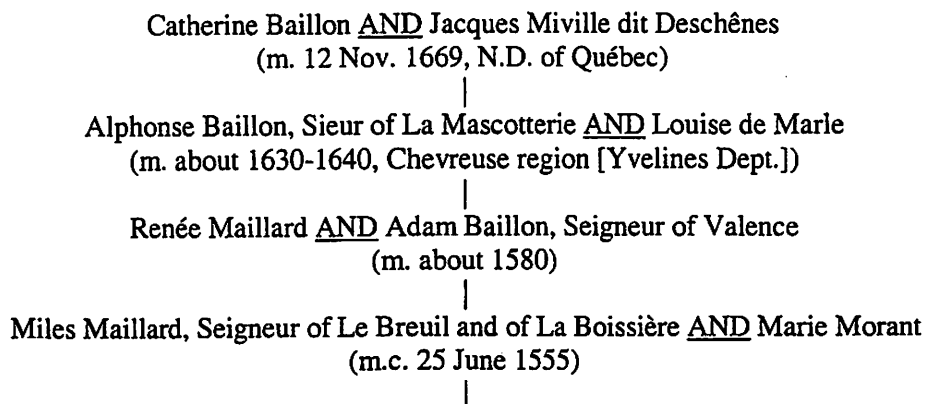 Catherine Baillon AND Jacques Miville dit Deschênes
(m. 12 Nov. 1669, N.D. of Québec)
Alphonse Baillon, Sieur of La Mascotterie AND Louise de Marle
(m. about 1630-1640, Chevreuse region [Yvelines Dept.])
Renée Maillard AND Adam Baillon, Seigneur of Valence
(m. about 1580)
Miles Maillard, Seigneur of Le Breuil and of La Boissière AND Marie Morant
(m.c. 25 June 1555)